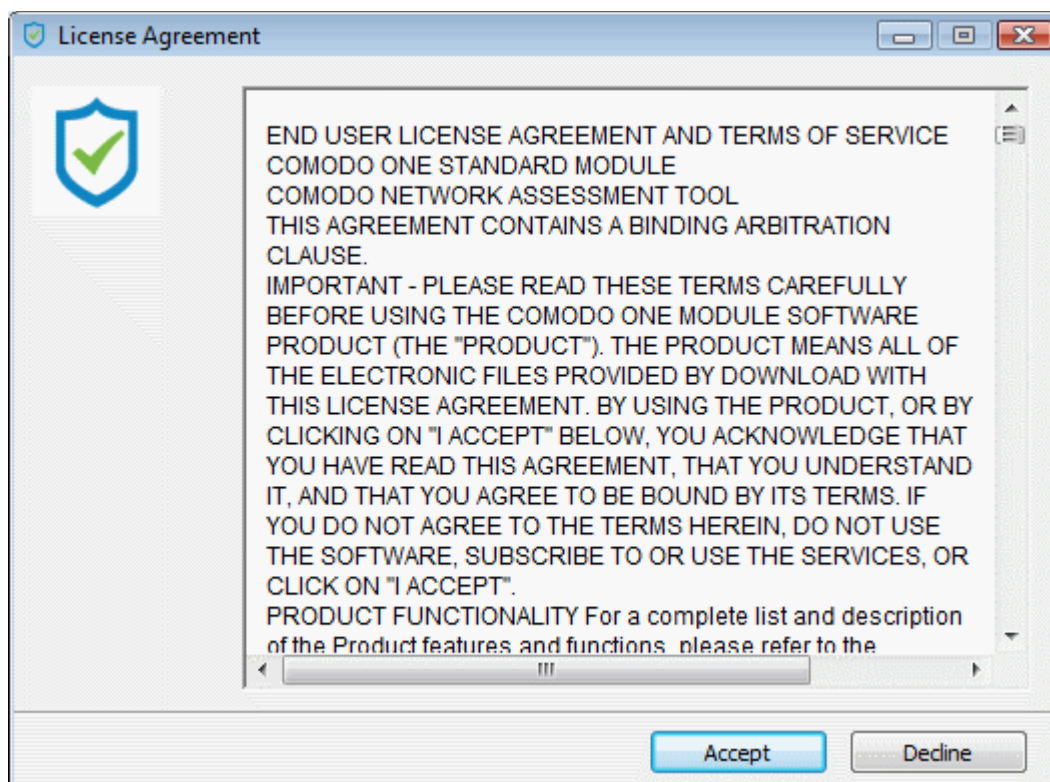 License Agreement
END USER LICENSE AGREEMENT AND TERMS OF SERVICE
COMODO ONE STANDARD MODULE
COMODO NETWORK ASSESSMENT TOOL
THIS AGREEMENT CONTAINS A BINDING ARBITRATION
CLAUSE.
IMPORTANT - PLEASE READ THESE TERMS CAREFULLY
BEFORE USING THE COMODO ONE MODULE SOFTWARE
PRODUCT (THE "PRODUCT"). THE PRODUCT MEANS ALL OF
THE ELECTRONIC FILES PROVIDED BY DOWNLOAD WITH
THIS LICENSE AGREEMENT. BY USING THE PRODUCT, OR BY
CLICKING ON "I ACCEPT" BELOW, YOU ACKNOWLEDGE THAT
YOU HAVE READ THIS AGREEMENT, THAT YOU UNDERSTAND
IT, AND THAT YOU AGREE TO BE BOUND BY ITS TERMS. IF
YOU DO NOT AGREE TO THE TERMS HEREIN, DO NOT USE
THE SOFTWARE, SUBSCRIBE TO OR USE THE SERVICES, OR
CLICK ON "I ACCEPT".
PRODUCT FUNCTIONALITY For a complete list and description
of the Product features and functions, please refer to the
Accept
Decline